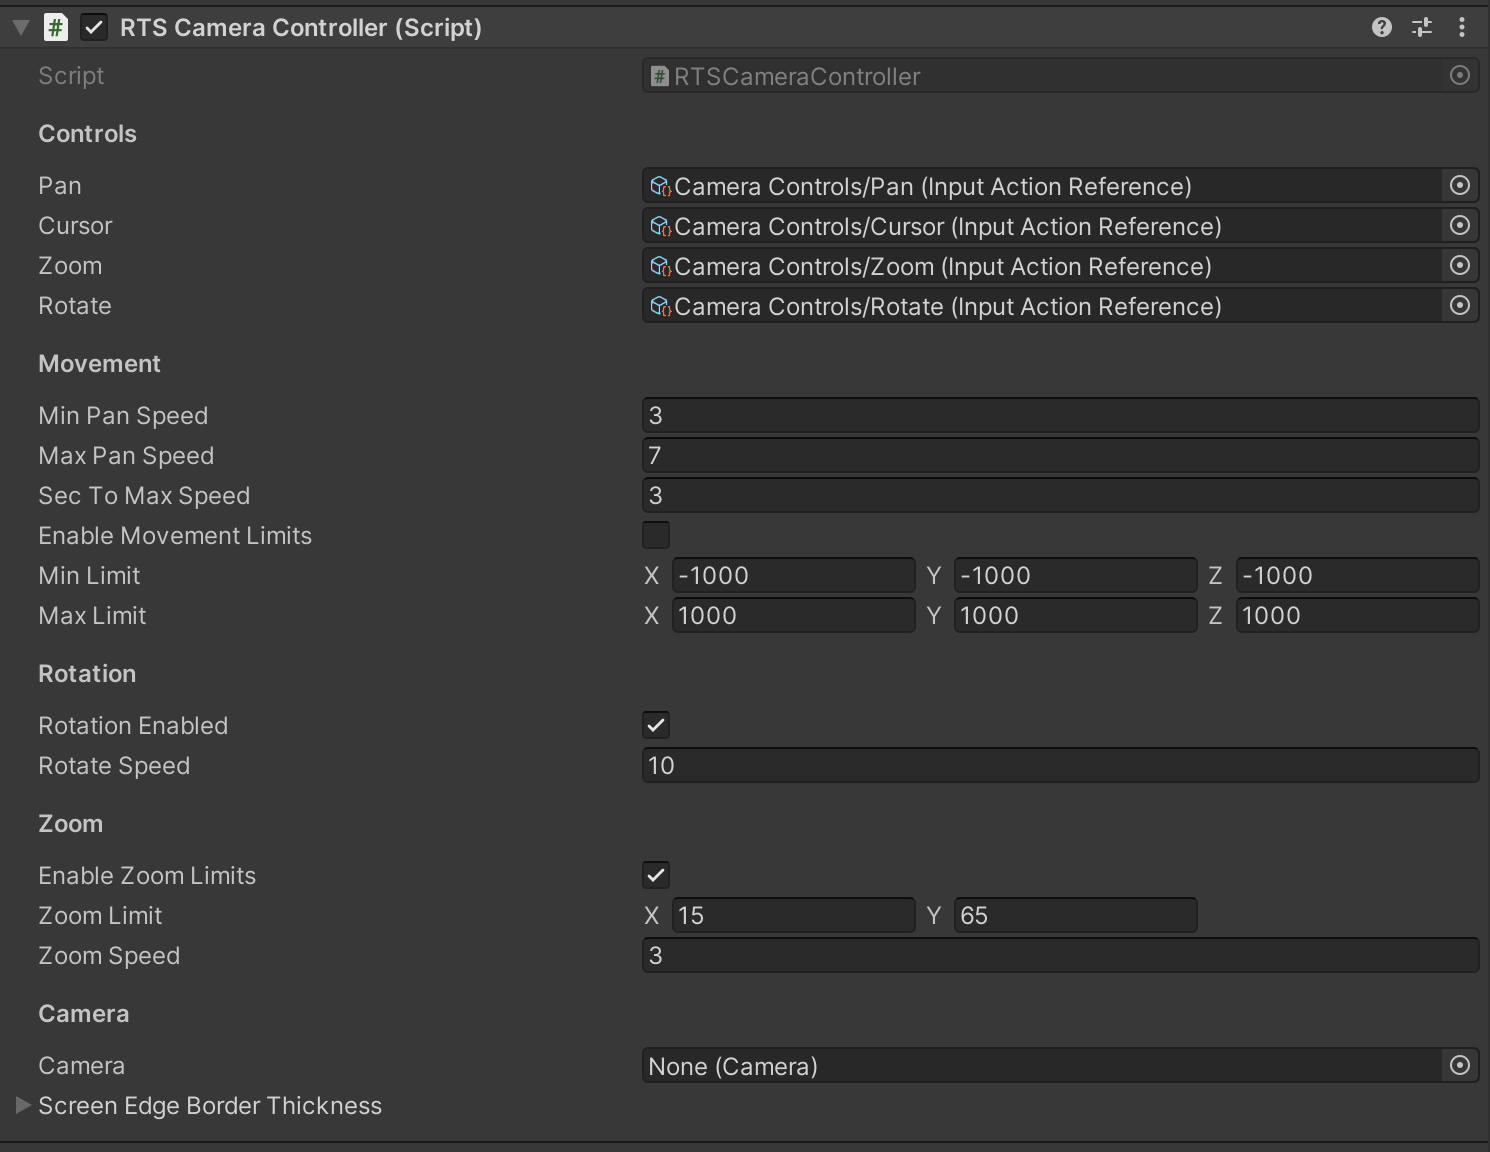 RTS Camera Controller (Script)
Script RTSCameraController
Controls
Pan Camera Controls/Pan (Input Action Reference)
Cursor Camera Controls/Cursor (Input Action Reference)
Zoom Camera Controls/Zoom (Input Action Reference)
Rotate Camera Controls/Rotate (Input Action Reference)
Movement
Min Pan Speed 3
Max Pan Speed 7
Sec To Max Speed 3
Enable Movement Limits
Min Limit X -1000 Y -1000 Z -1000
Max Limit X 1000 Y 1000 Z 1000
Rotation
Rotation Enabled
Rotate Speed 10
Zoom
Enable Zoom Limits
Zoom Limit X 15 Y 65
Zoom Speed 3
Camera
Camera None (Camera)
Screen Edge Border Thickness